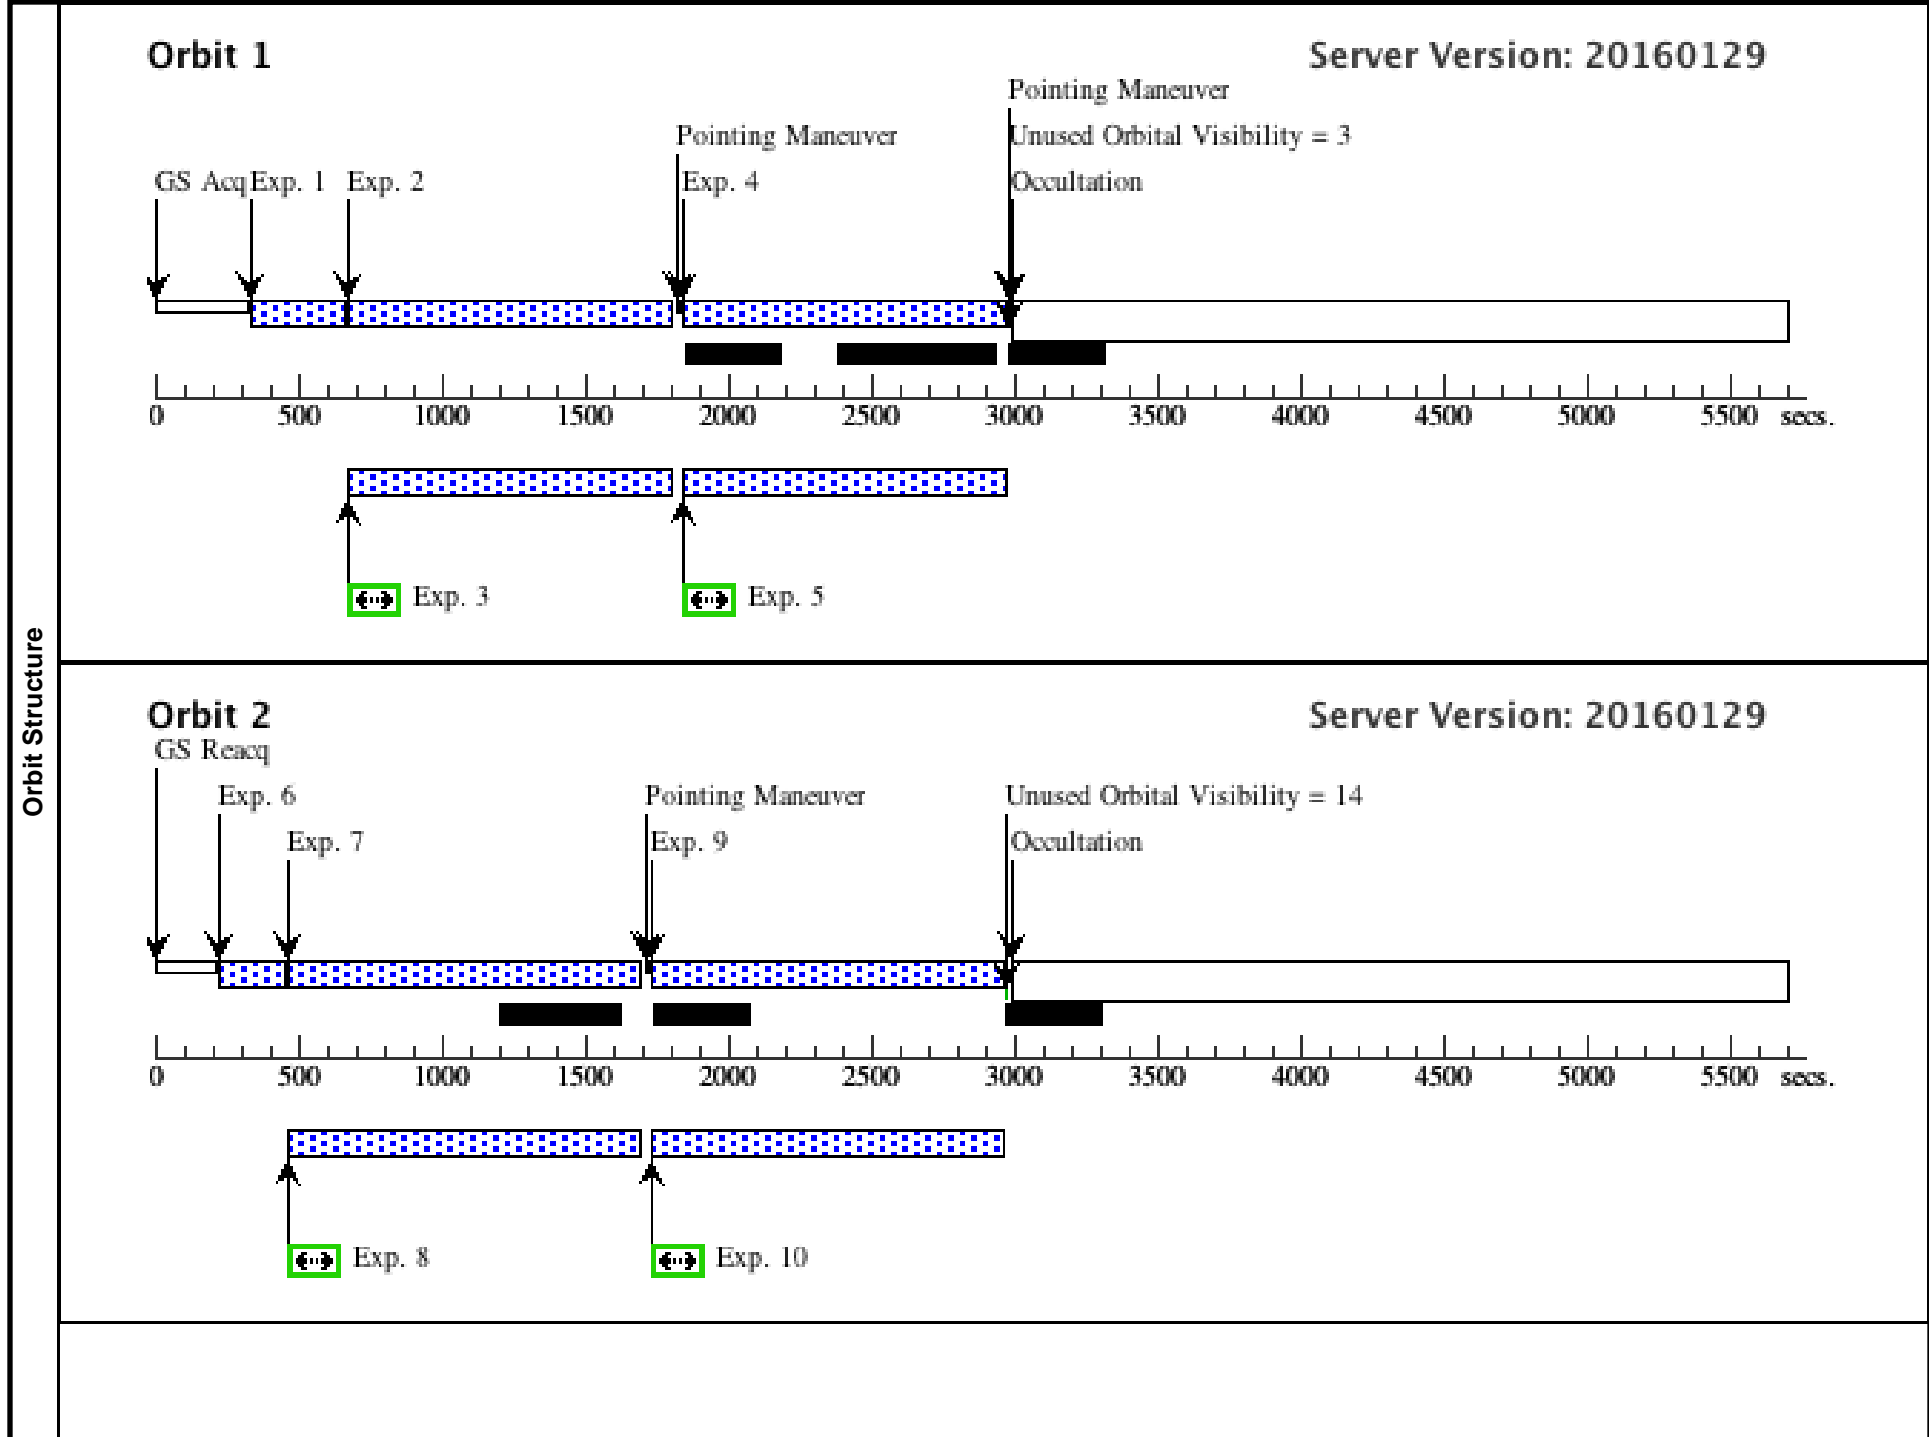 Orbit Structure
Orbit 1
Server Version: 20160129
Pointing Maneuver
Pointing Maneuver
Unused Orbital Visibility = 3
GS Acq
Exp. 1
Exp. 2
Exp. 4
Occultation
0
500
1000
1500
2000
2500
3000
3500
4000
4500
5000
5500
secs.
Exp. 3
Exp. 5
Orbit 2
Server Version: 20160129
GS Reacq
Exp. 6
Pointing Maneuver
Unused Orbital Visibility = 14
Exp. 7
Exp. 9
Occultation
0
500
1000
1500
2000
2500
3000
3500
4000
4500
5000
5500
secs.
Exp. 8
Exp. 10